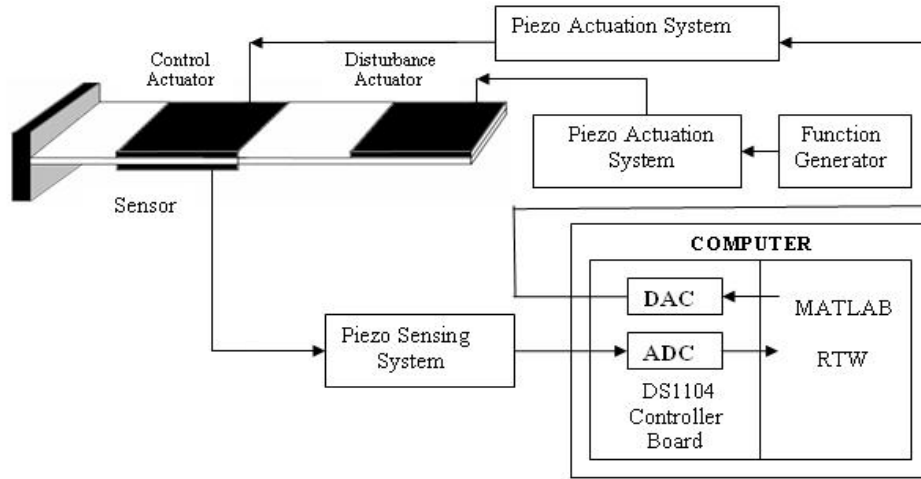 Piezo Actuation System
Control
Actuator
Disturbance
Actuator
Piezo Actuation
System
Function
Generator
Sensor
COMPUTER
DAC
MATLAB
Piezo Sensing
System
ADC
RTW
DS1104
Controller
Board